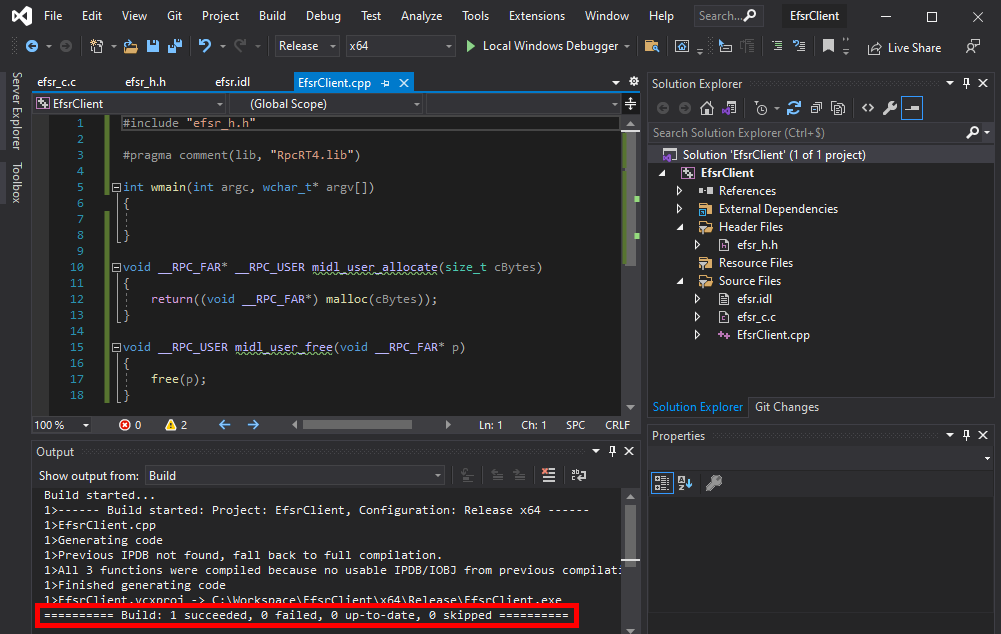 File Edit View Git Project Build Debug Test Analyze Tools Extensions Window Help Search... EfsrClient
Release x64 Local Windows Debugger Live Share
Server Explorer
Toolbox
efsr_c.c efsr_h.h efsr.idl EfsrClient.cpp
EfsrClient (Global Scope)
1 #include "efsr_h.h"
2
3 #pragma comment(lib, "RpcRT4.lib")
4
5 int wmain(int argc, wchar_t* argv[])
6 {
7
8 }
9
10 void __RPC_FAR* __RPC_USER midl_user_allocate(size_t cBytes)
11 {
12 return((void __RPC_FAR*) malloc(cBytes));
13 }
14
15 void __RPC_USER midl_user_free(void __RPC_FAR* p)
16 {
17 free(p);
18 }
100 % 0 2 Ln: 1 Ch: 1 SPC CRLF
Output
Show output from: Build
Build started...
1>------ Build started: Project: EfsrClient, Configuration: Release x64 ------
1>EfsrClient.cpp
1>Generating code
1>Previous IPDB not found, fall back to full compilation.
1>All 3 functions were compiled because no usable IPDB/IOBJ from previous compilati
1>Finished generating code
1>EfsrClient.vcxproj -> C:\Workspace\EfsrClient\x64\Release\EfsrClient.exe
========== Build: 1 succeeded, 0 failed, 0 up-to-date, 0 skipped ==========
Solution Explorer
Search Solution Explorer (Ctrl+$)
Solution 'EfsrClient' (1 of 1 project)
EfsrClient
References
External Dependencies
Header Files
efsr_h.h
Resource Files
Source Files
efsr.idl
efsr_c.c
EfsrClient.cpp
Solution Explorer Git Changes
Properties